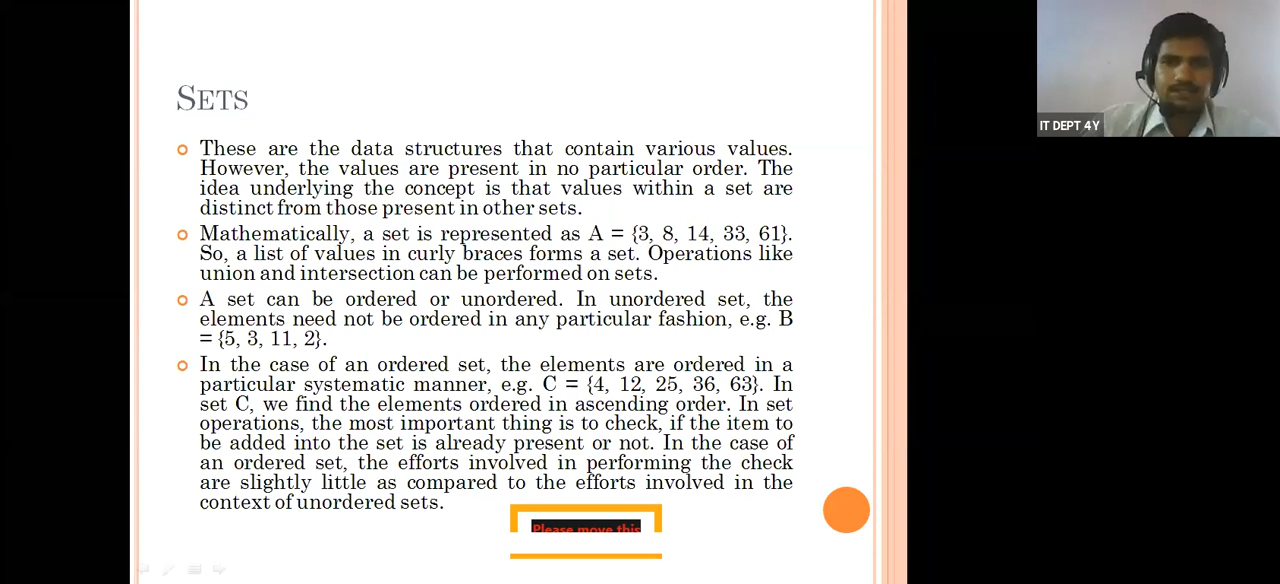 SETS
These are the data structures that contain various values.
However, the values are present in no particular order. The
idea underlying the concept is that values within a set are
distinct from those present in other sets.
Mathematically, a set is represented as A = {3, 8, 14, 33, 61}.
So, a list of values in curly braces forms a set. Operations like
union and intersection can be performed on sets.
A set can be ordered or unordered. In unordered set, the
elements need not be ordered in any particular fashion, e.g. B
= {5, 3, 11, 2}.
In the case of an ordered set, the elements are ordered in a
particular systematic manner, e.g. C = {4, 12, 25, 36, 63}. In
set C, we find the elements ordered in ascending order. In set
operations, the most important thing is to check, if the item to
be added into the set is already present or not. In the case of
an ordered set, the efforts involved in performing the check
are slightly little as compared to the efforts involved in the
context of unordered sets.
Please move this
IT DEPT 4Y